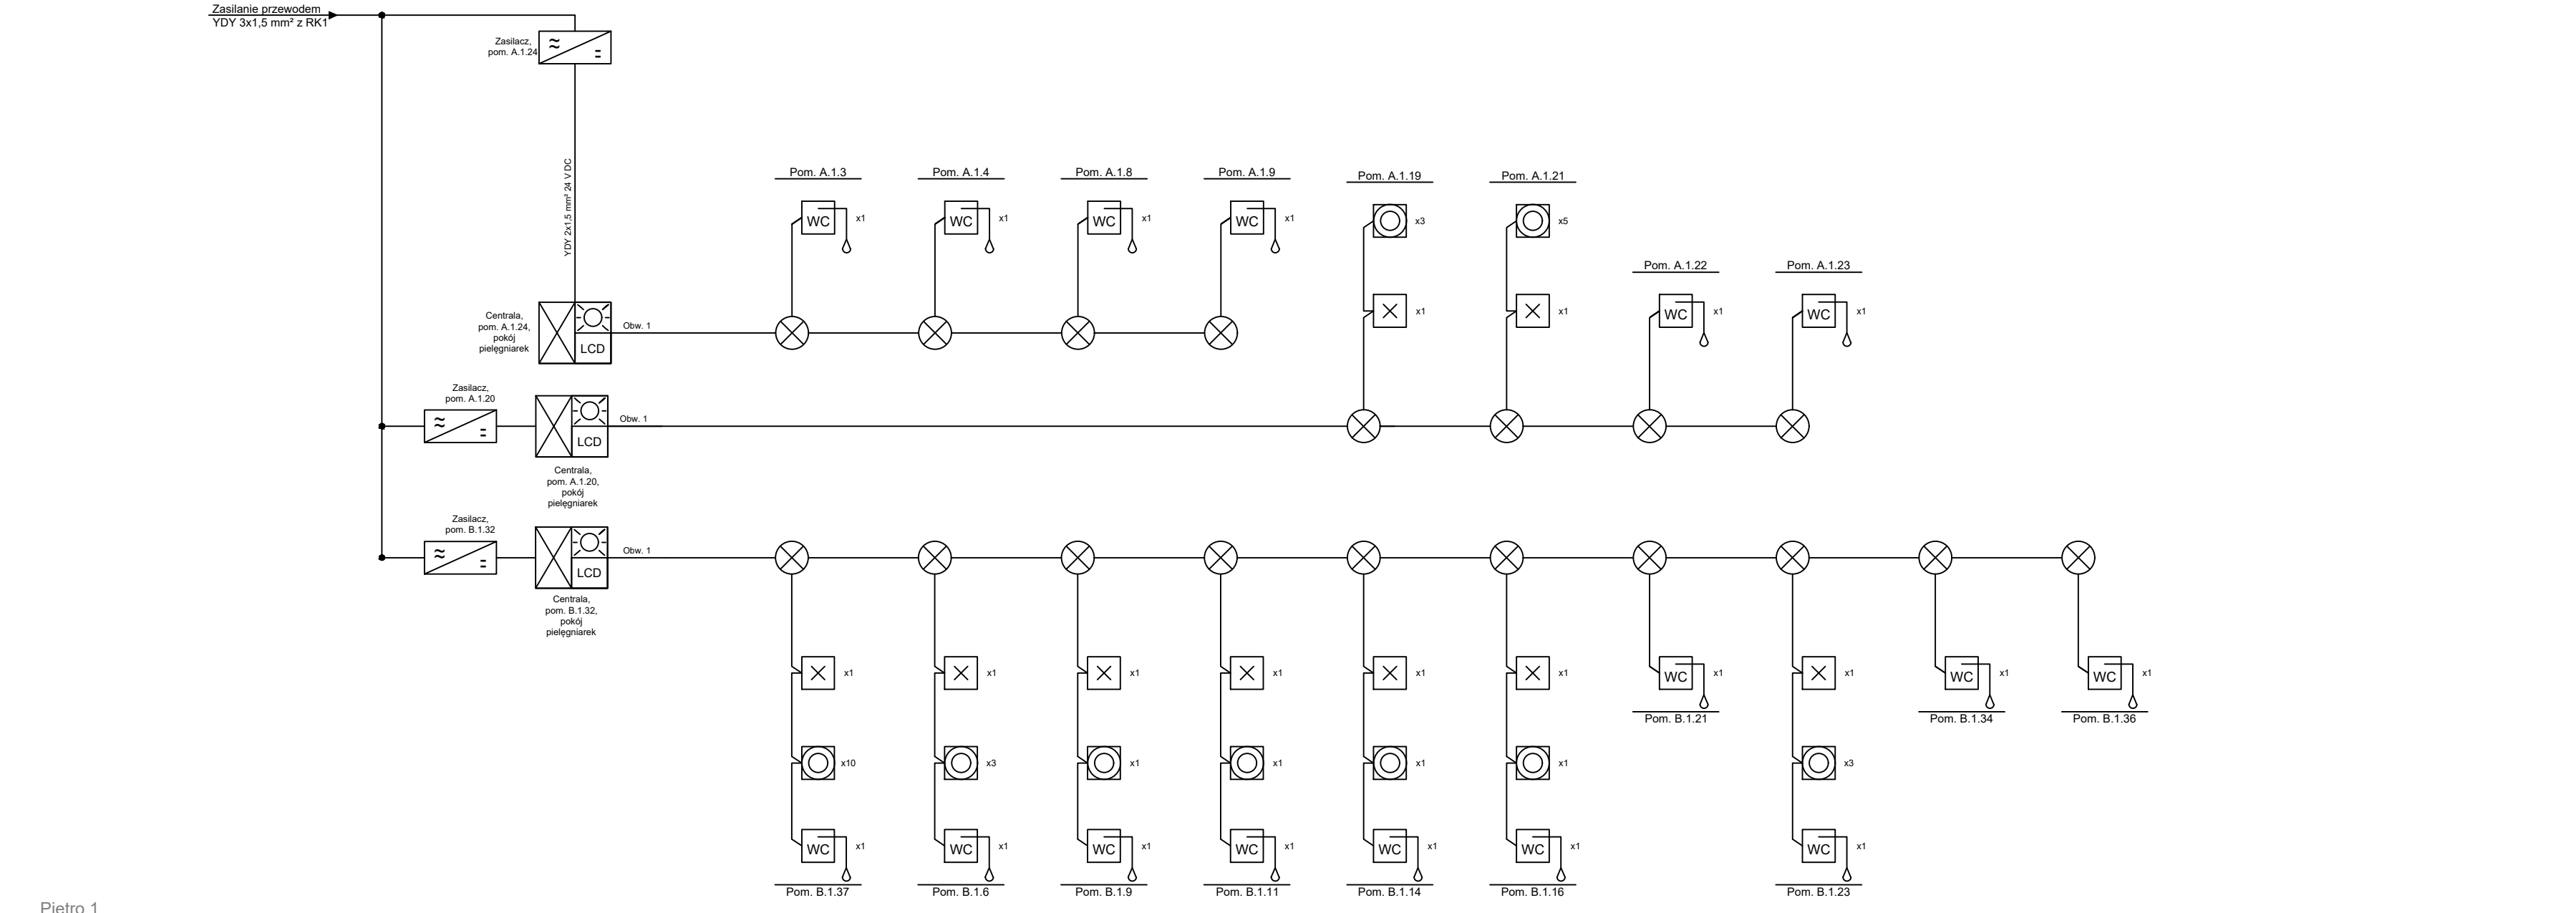 Zasilanie przewodem
YDY 3x1,5 mm² z RK1
Zasilacz,
pom. A.1.24
≈
=
YDY 2x1,5 mm² 24 V DC
Pom. A.1.3
Pom. A.1.4
Pom. A.1.8
Pom. A.1.9
Pom. A.1.19
Pom. A.1.21
WC x1
WC x1
WC x1
WC x1
x3
x5
Pom. A.1.22
Pom. A.1.23
Centrala,
pom. A.1.24,
pokój
pielęgniarek
LCD
Obw. 1
x1
x1
WC x1
WC x1
Zasilacz,
pom. A.1.20
≈
=
LCD
Obw. 1
Centrala,
pom. A.1.20,
pokój
pielęgniarek
Zasilacz,
pom. B.1.32
≈
=
LCD
Obw. 1
Centrala,
pom. B.1.32,
pokój
pielęgniarek
x1
x1
x1
x1
x1
x1
WC x1
x1
WC x1
WC x1
Pom. B.1.21
Pom. B.1.34
Pom. B.1.36
x10
x3
x1
x1
x1
x1
x3
WC x1
WC x1
WC x1
WC x1
WC x1
WC x1
WC x1
Pom. B.1.37
Pom. B.1.6
Pom. B.1.9
Pom. B.1.11
Pom. B.1.14
Pom. B.1.16
Pom. B.1.23
Piętro 1